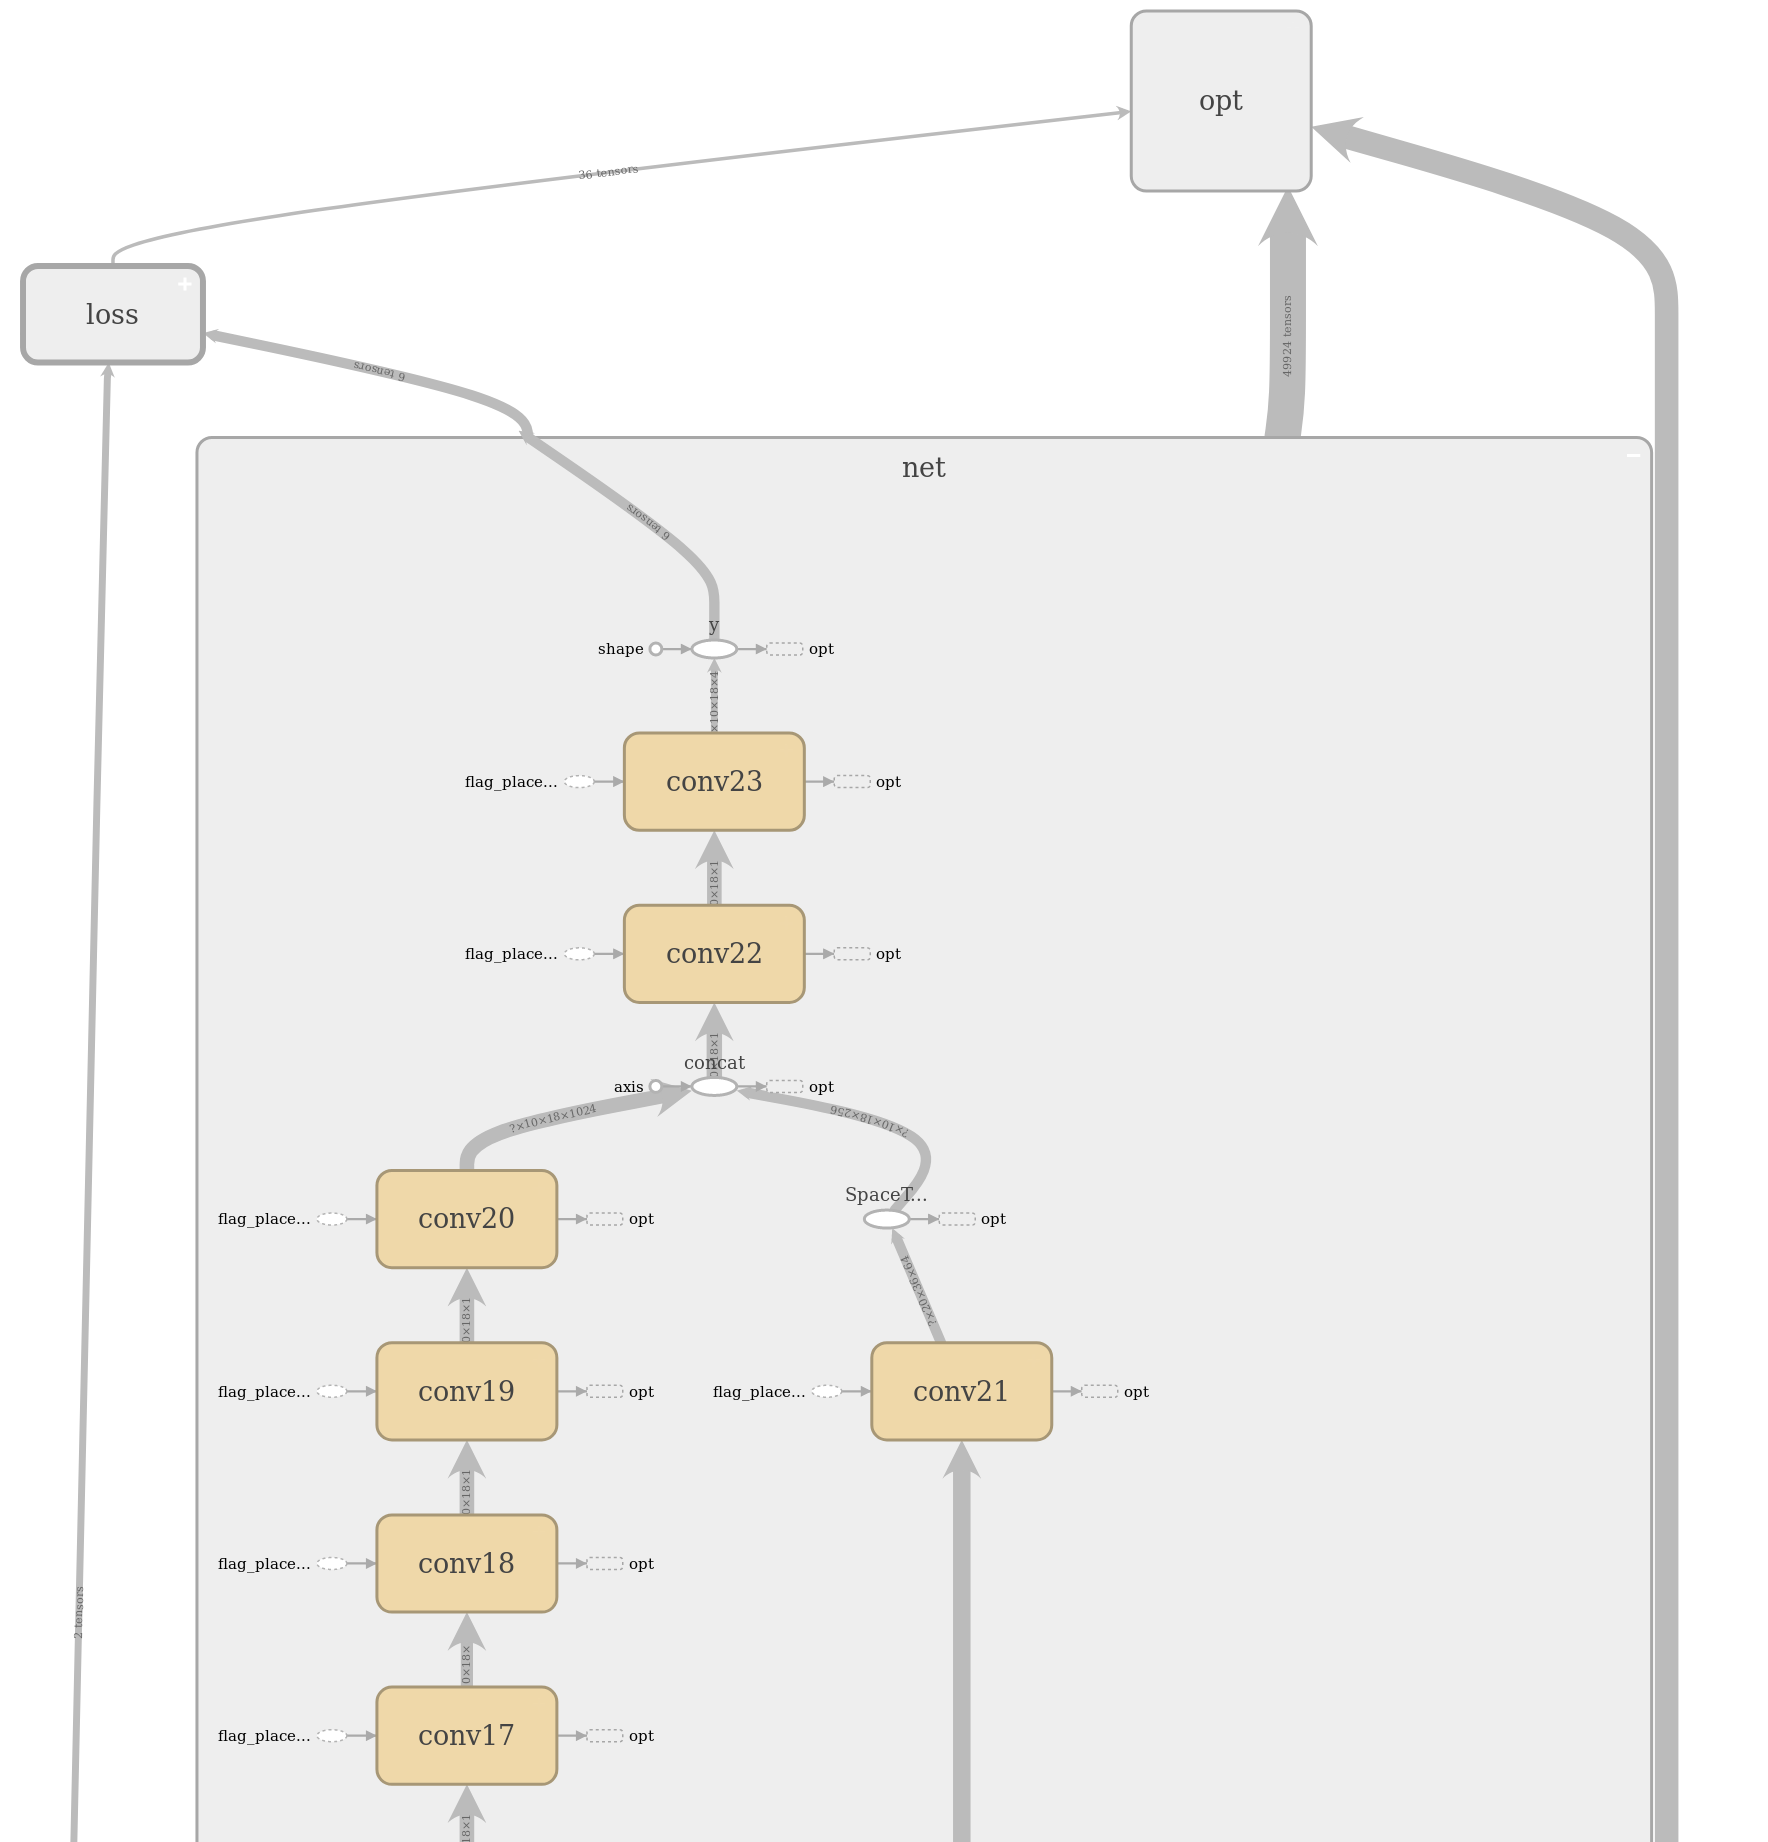 opt
36 tensors
loss
+
6 tensors
49924 tensors
net
6 tensors
y
shape
opt
×10×18×4
flag_place...
conv23
opt
0×18×1
flag_place...
conv22
opt
concat
axis
opt
?×10×18×1024
?×10×18×256
SpaceT...
flag_place...
conv20
opt
opt
?×20×36×64
0×18×1
flag_place...
conv19
opt
flag_place...
conv21
opt
0×18×1
flag_place...
conv18
opt
2 tensors
0×18×
flag_place...
conv17
opt
18×1